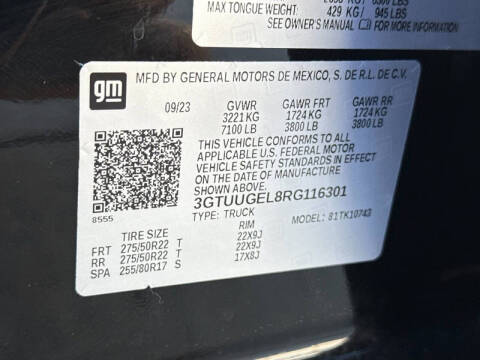 MAX TONGUE WEIGHT: 429 KG/ 945 LBS
SEE OWNER'S MANUAL FOR MORE INFORMATION
gm
MFD BY GENERAL MOTORS DE MEXICO, S. DE R.L. DE C.V.
09/23 GVWR GAWR FRT GAWR RR
3221 KG 1724 KG 1724 KG
7100 LB 3800 LB 3800 LB
THIS VEHICLE CONFORMS TO ALL
APPLICABLE U.S. FEDERAL MOTOR
VEHICLE SAFETY STANDARDS IN EFFECT
ON THE DATE OF MANUFACTURE SHOWN ABOVE.
3GTUUGEL8RG116301
8555 TYPE: TRUCK MODEL: 81TK10743
TIRE SIZE RIM
FRT 275/50R22 T 22X9J
RR 275/50R22 T 22X9J
SPA 255/80R17 S 17X8J